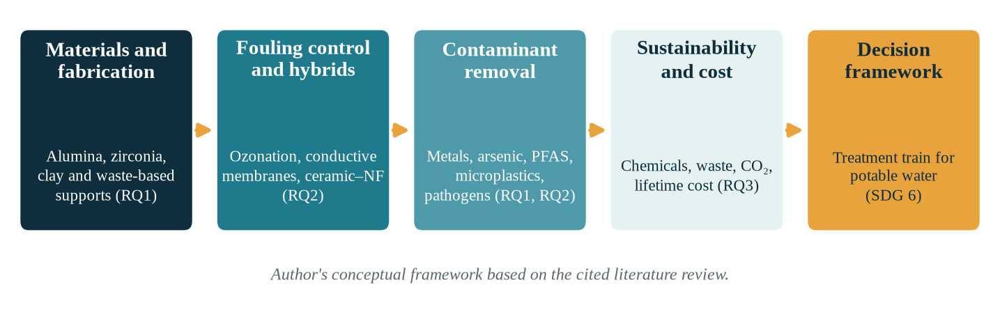 Materials and
fabrication
Alumina, zirconia,
clay and waste-based
supports (RQ1)
Fouling control
and hybrids
Ozonation, conductive
membranes, ceramic–NF
(RQ2)
Contaminant
removal
Metals, arsenic, PFAS,
microplastics,
pathogens (RQ1, RQ2)
Sustainability
and cost
Chemicals, waste, CO₂,
lifetime cost (RQ3)
Decision
framework
Treatment train for
potable water
(SDG 6)
Author's conceptual framework based on the cited literature review.